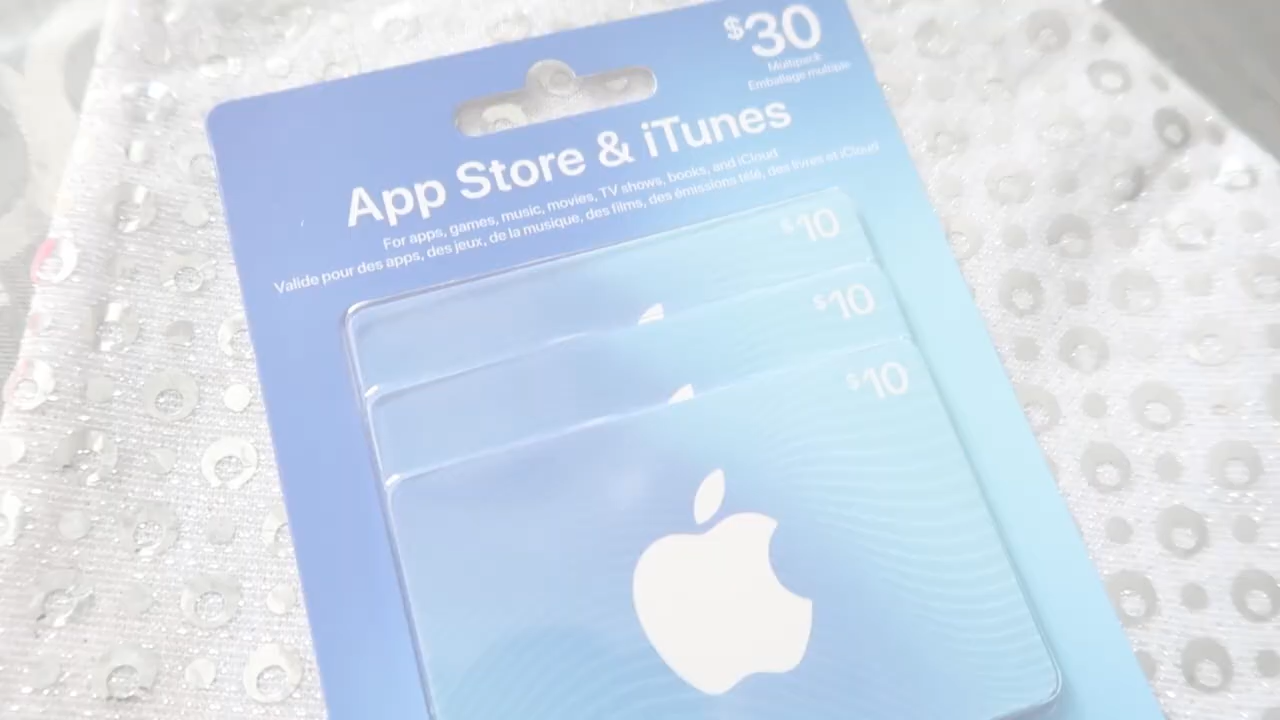 $30
Multipack
Emballage multiple
App Store & iTunes
For apps, games, music, movies, TV shows, books, and iCloud
Valide pour des apps, des jeux, de la musique, des films, des émissions télé, des livres et iCloud
$10
$10
$10